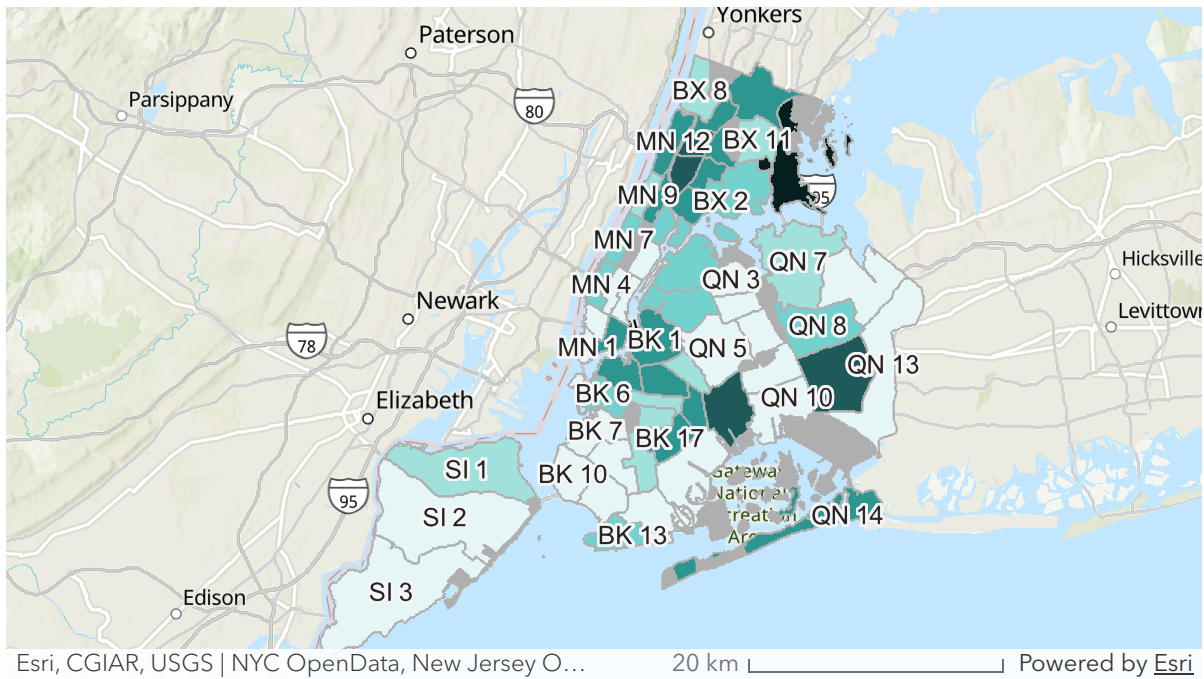 Yonkers
Paterson
BX 8
Parsippany
80
MN 12
BX 11
MN 9
BX 2
95
MN 7
QN 7
Hicksville
MN 4
QN 3
Newark
Levittown
QN 8
78
MN 1
BK 1
QN 5
QN 13
Elizabeth
BK 6
QN 10
BK 7
BK 17
SI 1
BK 10
Gateway
National
95
SI 2
QN 14
BK 13
SI 3
Edison
Esri, CGIAR, USGS | NYC OpenData, New Jersey O…
20 km
Powered by Esri